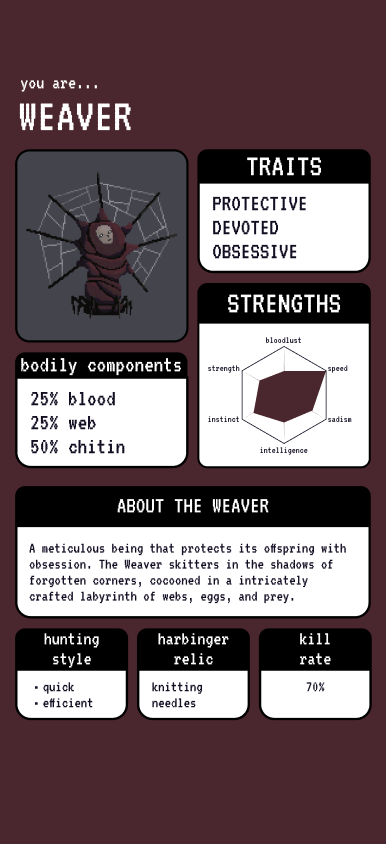 you are...
WEAVER
TRAITS
PROTECTIVE
DEVOTED
OBSESSIVE
STRENGTHS
bloodlust
strength
speed
instinct
sadism
intelligence
bodily components
25% blood
25% web
50% chitin
ABOUT THE WEAVER
A meticulous being that protects its offspring with
obsession. The Weaver skitters in the shadows of
forgotten corners, cocooned in a intricately
crafted labyrinth of webs, eggs, and prey.
hunting
style
• quick
• efficient
harbinger
relic
knitting
needles
kill
rate
70%